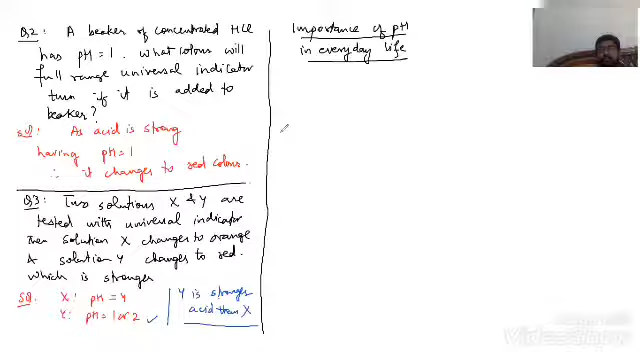 Q2: A beaker of concentrated HCl
has pH = 1. What colour will
full range universal indicator
turn if it is added to
beaker?
Sol: As acid is strong
having pH = 1
∴ it changes to red colour.
Q3: Two solutions X & Y are
tested with universal indicator
Then solution X changes to orange
& solution Y changes to red.
Which is stronger
Sol. X: pH = 4
Y: pH = 1 or 2 ✓
Y is stronger
acid than X
Importance of pH
in everyday life
Recorded with